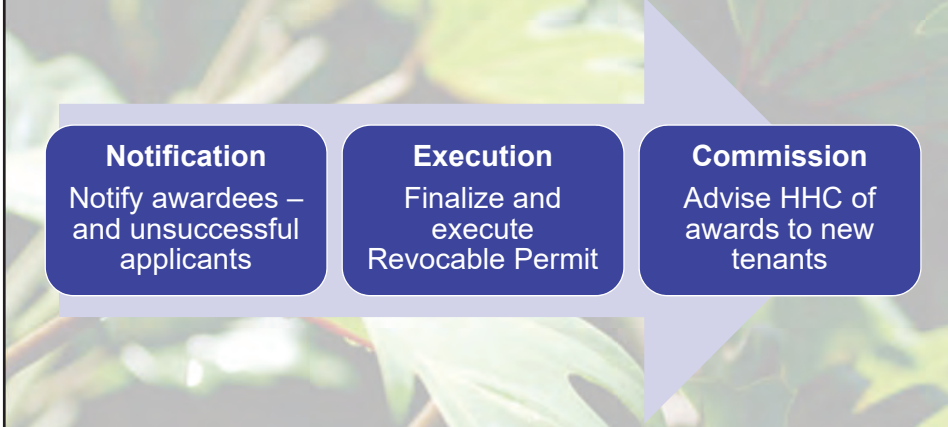 Notification
Notify awardees –
and unsuccessful
applicants
Execution
Finalize and
execute
Revocable Permit
Commission
Advise HHC of
awards to new
tenants